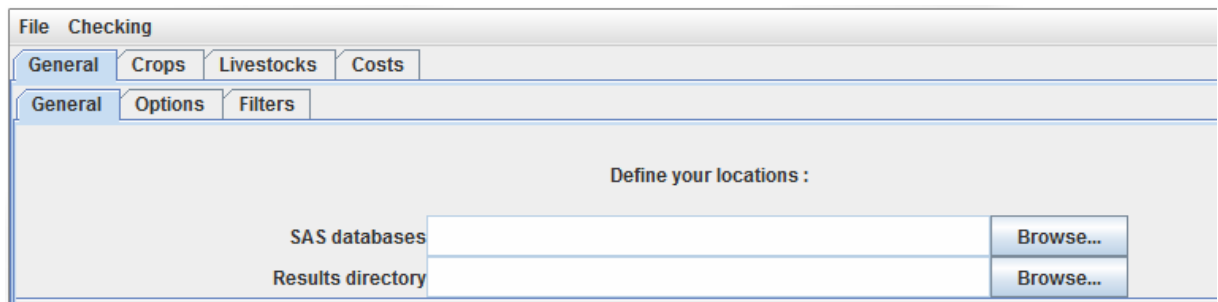 File Checking
General Crops Livestocks Costs
General Options Filters
Define your locations :
SAS databases Browse...
Results directory Browse...